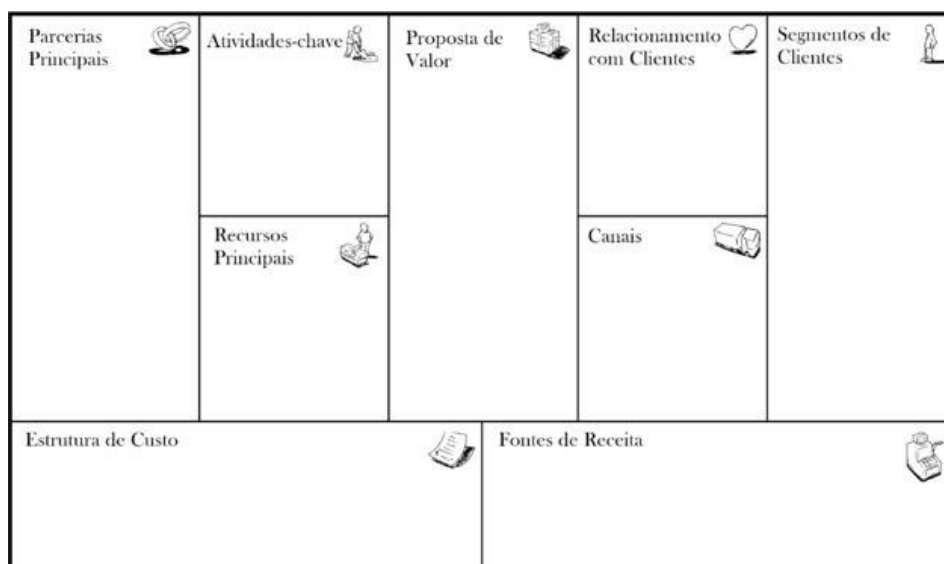 Parcerias
Principais
Atividades-chave
Proposta de
Valor
Relacionamento
com Clientes
Segmentos de
Clientes
Recursos
Principais
Canais
Estrutura de Custo
Fontes de Receita